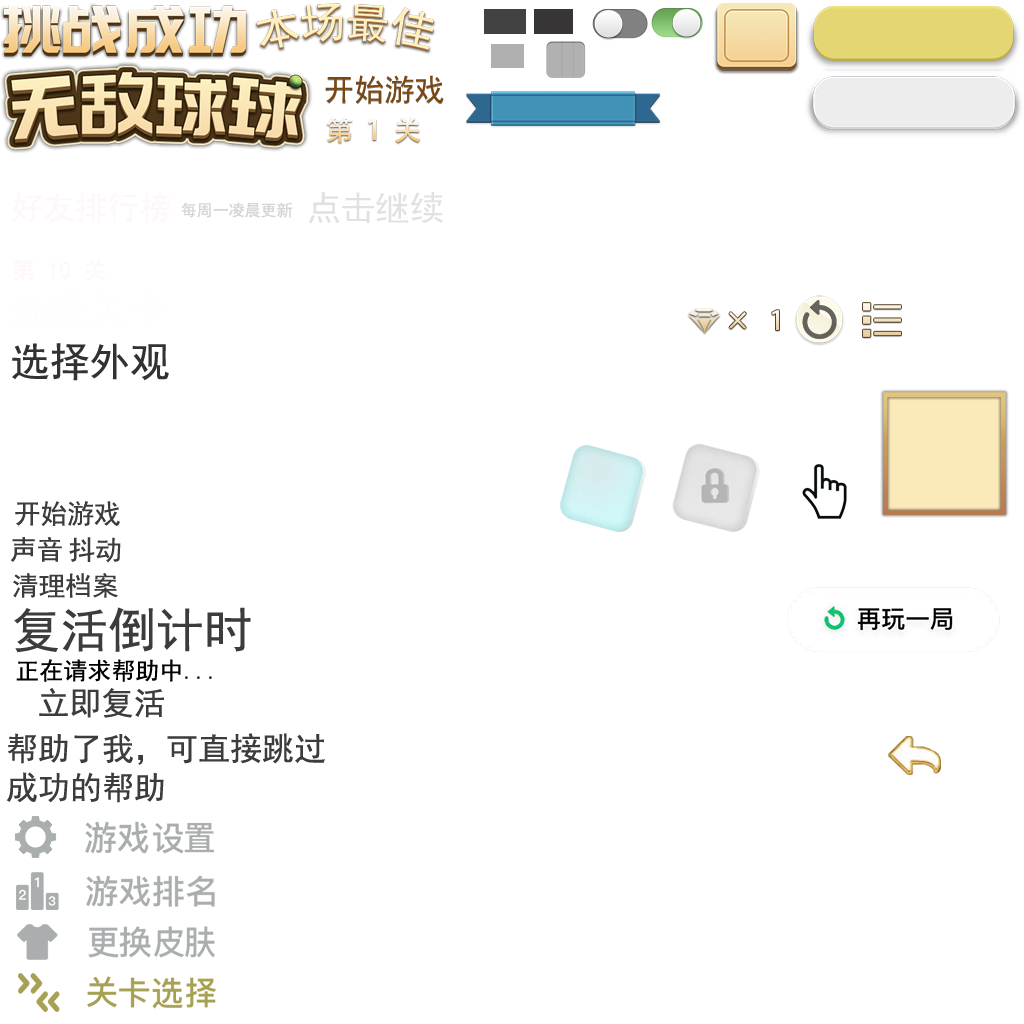 挑战成功
本场最佳
无敌球球
开始游戏
第 1 关
好友排行榜
每周一凌晨更新
点击继续
第 10 关
× 1
选择外观
开始游戏
声音 抖动
清理档案
复活倒计时
再玩一局
正在请求帮助中...
立即复活
帮助了我，可直接跳过
成功的帮助
游戏设置
1
2
3
游戏排名
更换皮肤
关卡选择